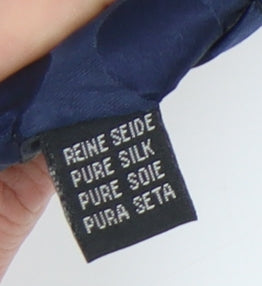 REINE SEIDE
PURE SILK
PURE SOIE
PURA SETA